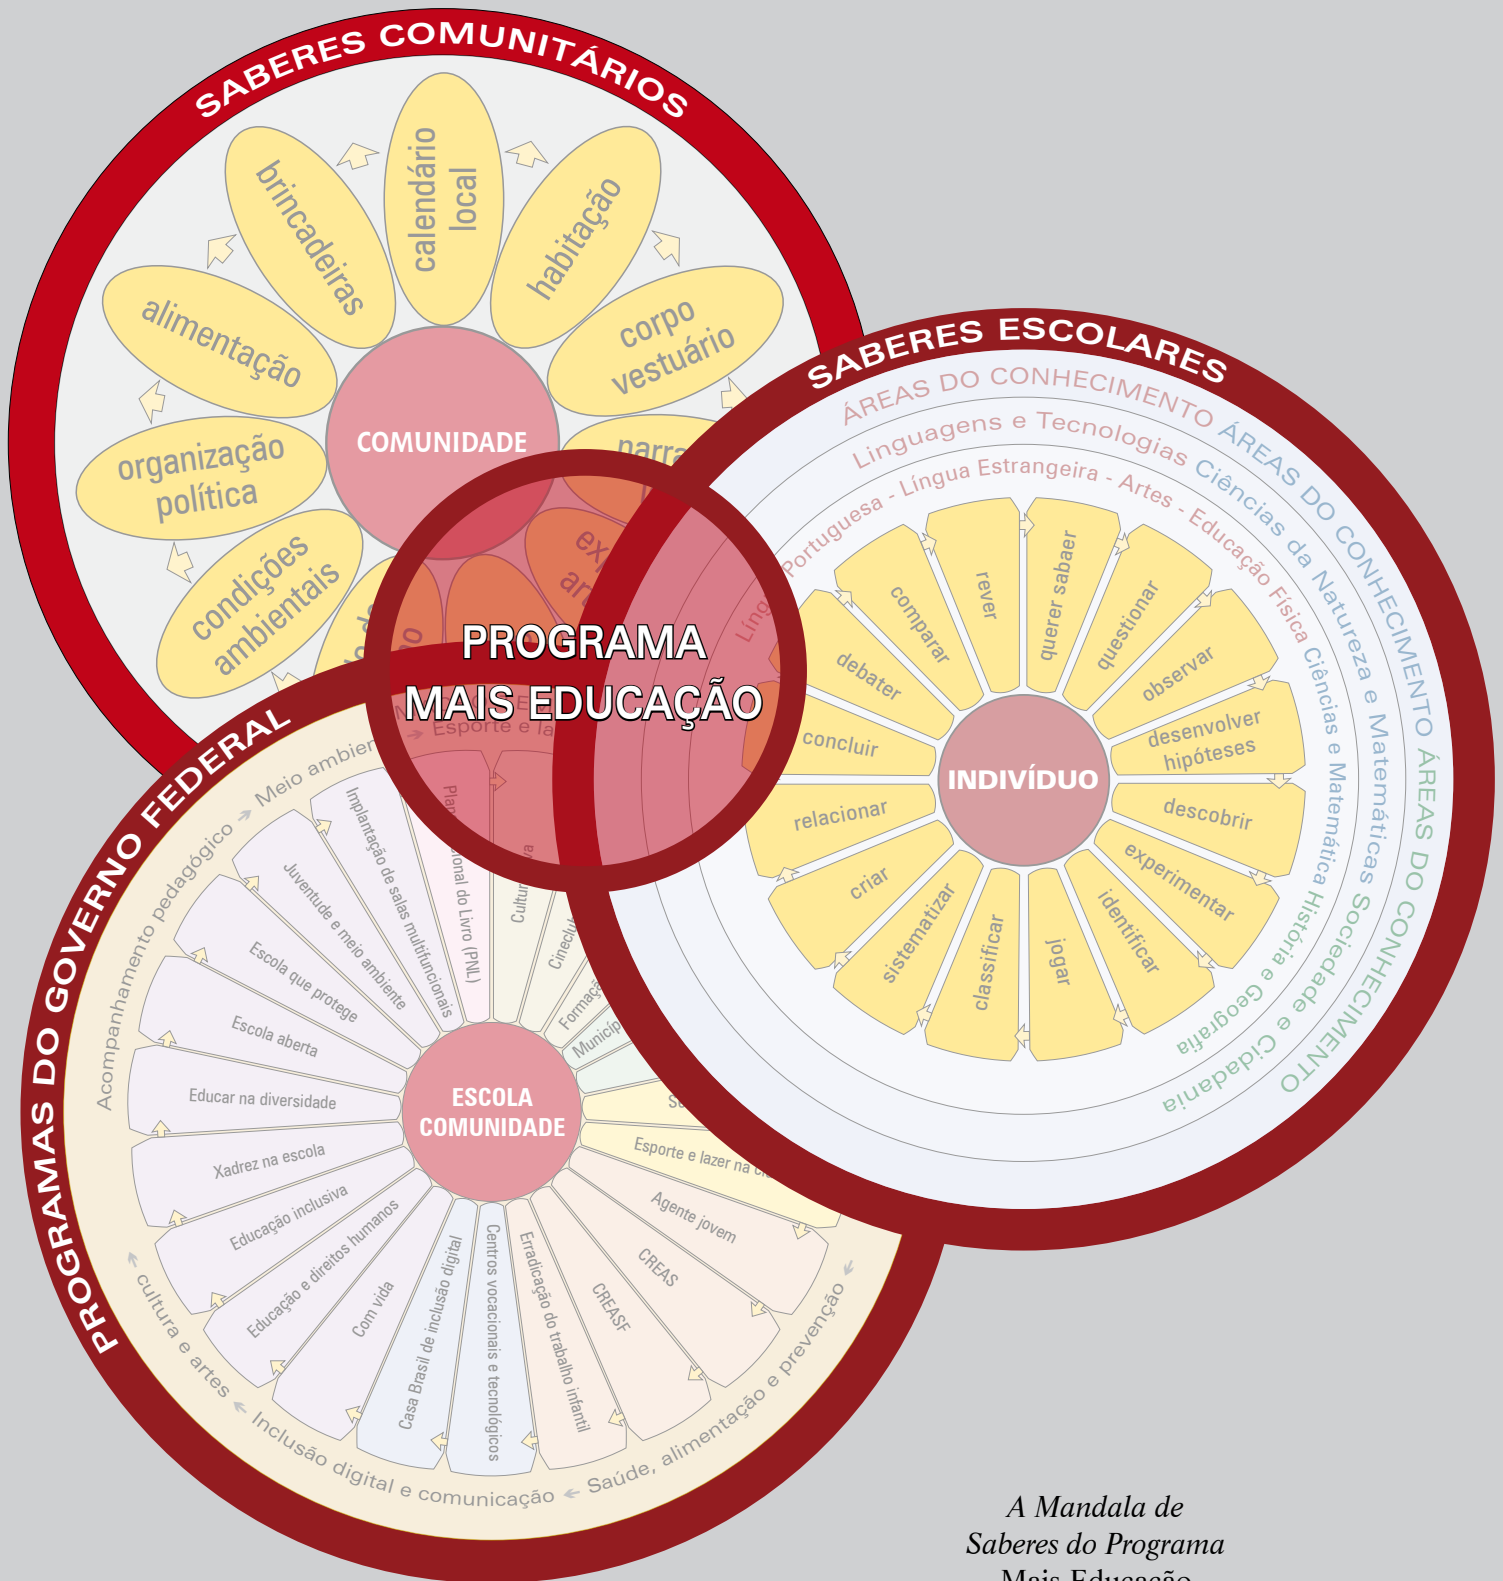 SABERES COMUNITÁRIOS
calendário
local
habitação
corpo
vestuário
brincadeiras
alimentação
organização
política
condições
ambientais
COMUNIDADE
PROGRAMA
MAIS EDUCAÇÃO
SABERES ESCOLARES
ÁREAS DO CONHECIMENTO ÁREAS DO CONHECIMENTO ÁREAS DO CONHECIMENTO
Linguagens e Tecnologias Ciências da Natureza e Matemáticas Sociedade e Cidadania
Portuguesa - Língua Estrangeira - Artes - Educação Física Ciências e Matemática História e Geografia
rever
querer sabaer
questionar
observar
desenvolver
hipóteses
descobrir
experimentar
identificar
jogar
classificar
sistematizar
criar
relacionar
concluir
debater
comparar
INDIVÍDUO
PROGRAMAS DO GOVERNO FEDERAL
Acompanhamento pedagógico
Meio
Esporte e
cultura e artes
Inclusão digital e comunicação
Saúde, alimentação e prevenção
do Livro (PNL)
Implantação de salas multifuncionais
Juventude e meio ambiente
Escola que protege
Escola aberta
Educar na diversidade
Xadrez na escola
Educação inclusiva
Educação e direitos humanos
Com vida
Casa Brasil de inclusão digital
Centros vocacionais e tecnológicos
Erradicação do trabalho infantil
CREASF
CREAS
Agente jovem
Esporte e lazer na
ESCOLA
COMUNIDADE
A Mandala de
Saberes do Programa
Mais Educação